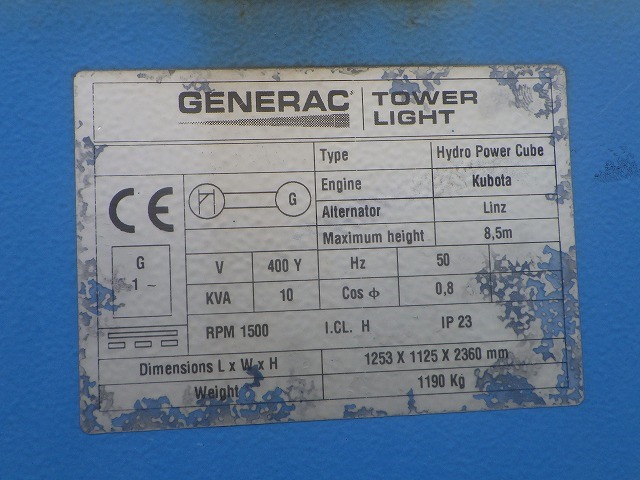 GENERAC TOWER LIGHT
Type Hydro Power Cube
Engine Kubota
Alternator Linz
Maximum height 8,5m
CE
G
G
1 ~
V 400 Y Hz 50
KVA 10 Cos ϕ 0,8
RPM 1500 I.CL. H IP 23
Dimensions L x W x H 1253 X 1125 X 2360 mm
Weight 1190 Kg